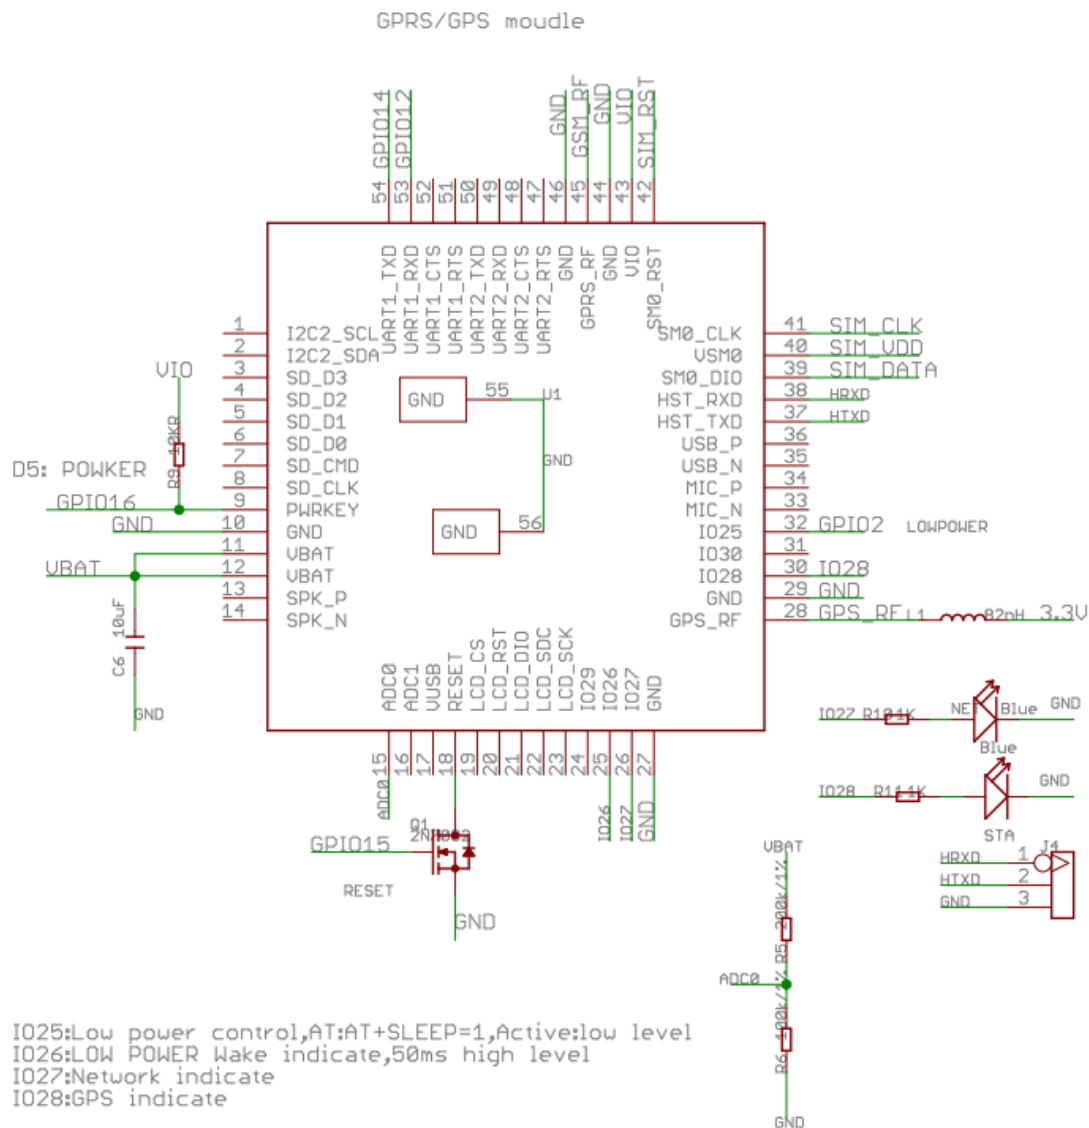 GPRS/GPS moudle
GPIO14
GPIO12
GND
GSM_RF
GND
VIO
SIM_RST
54
53
52
51
50
49
48
47
46
45
44
43
42
UART1_TXD
UART1_RXD
UART1_CTS
UART1_RTS
UART2_TXD
UART2_RXD
UART2_CTS
UART2_RTS
GND
GPRS_RF
GND
VIO
SM0_RST
1 I2C2_SCL
2 I2C2_SDA
3 SD_D3
4 SD_D2
5 SD_D1
6 SD_D0
7 SD_CMD
8 SD_CLK
9 PWRKEY
10 GND
11 VBAT
12 VBAT
13 SPK_P
14 SPK_N
VIO
R9 10KR
D5: POWKER
GPIO16
GND
VBAT
10uF
C6
GND
GND 55 U1
GND
GND 56
SM0_CLK 41 SIM_CLK
VSM0 40 SIM_VDD
SM0_DIO 39 SIM_DATA
HST_RXD 38 HRXD
HST_TXD 37 HTXD
USB_P 36
USB_N 35
MIC_P 34
MIC_N 33
IO25 32 GPIO2 LOWPOWER
IO30 31
IO28 30 IO28
GND 29 GND
GPS_RF 28 GPS_RF L1 82nH 3.3V
ADC0
ADC1
VUSB
RESET
LCD_CS
LCD_RST
LCD_DIO
LCD_SDC
LCD_SCK
IO29
IO26
IO27
GND
15
16
17
18
19
20
21
22
23
24
25
26
27
ADC0
IO26
IO27
GND
Q1
GPIO15
RESET
GND
IO27 R10 1K NET Blue GND
Blue
IO28 R11 1K GND
STA
J4
HRXD 1
HTXD 2
GND 3
VBAT
R5
ADC0
R6
GND
IO25:Low power control,AT:AT+SLEEP=1,Active:low level
IO26:LOW POWER Wake indicate,50ms high level
IO27:Network indicate
IO28:GPS indicate